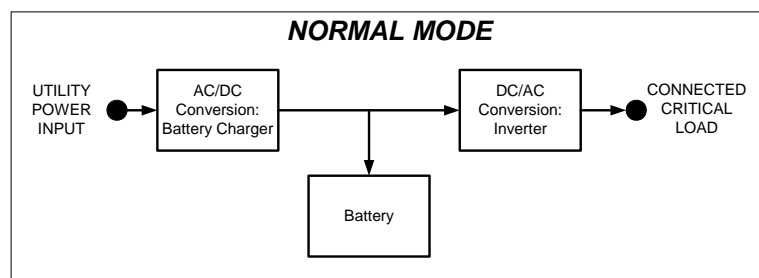 NORMAL MODE
UTILITY
POWER
INPUT
AC/DC
Conversion:
Battery Charger
DC/AC
Conversion:
Inverter
CONNECTED
CRITICAL
LOAD
Battery